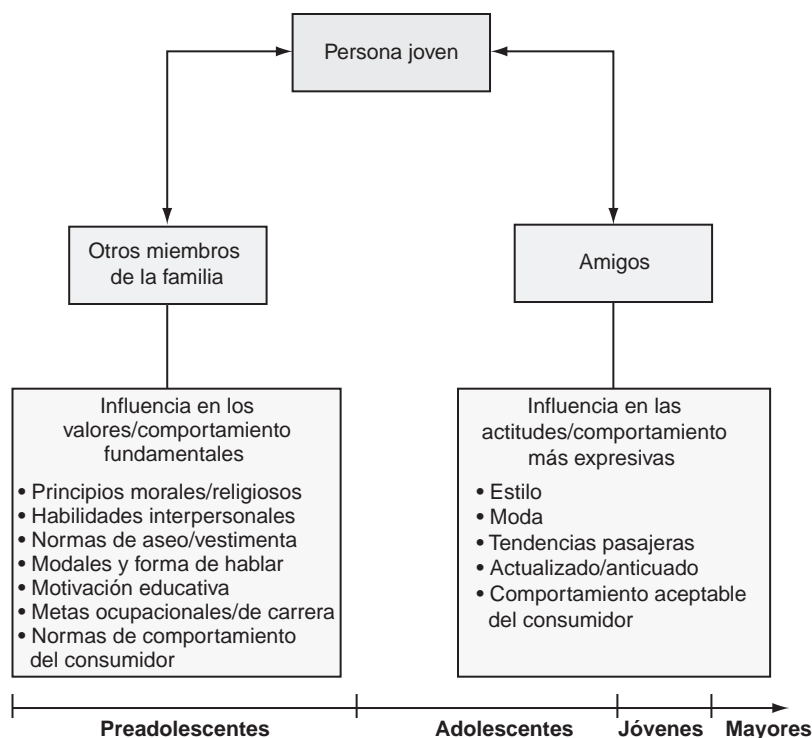 Persona joven
Otros miembros
de la familia
Amigos
Influencia en los
valores/comportamiento
fundamentales
• Principios morales/religiosos
• Habilidades interpersonales
• Normas de aseo/vestimenta
• Modales y forma de hablar
• Motivación educativa
• Metas ocupacionales/de carrera
• Normas de comportamiento
del consumidor
Influencia en las
actitudes/comportamiento
más expresivas
• Estilo
• Moda
• Tendencias pasajeras
• Actualizado/anticuado
• Comportamiento aceptable
del consumidor
Preadolescentes
Adolescentes
Jóvenes
Mayores